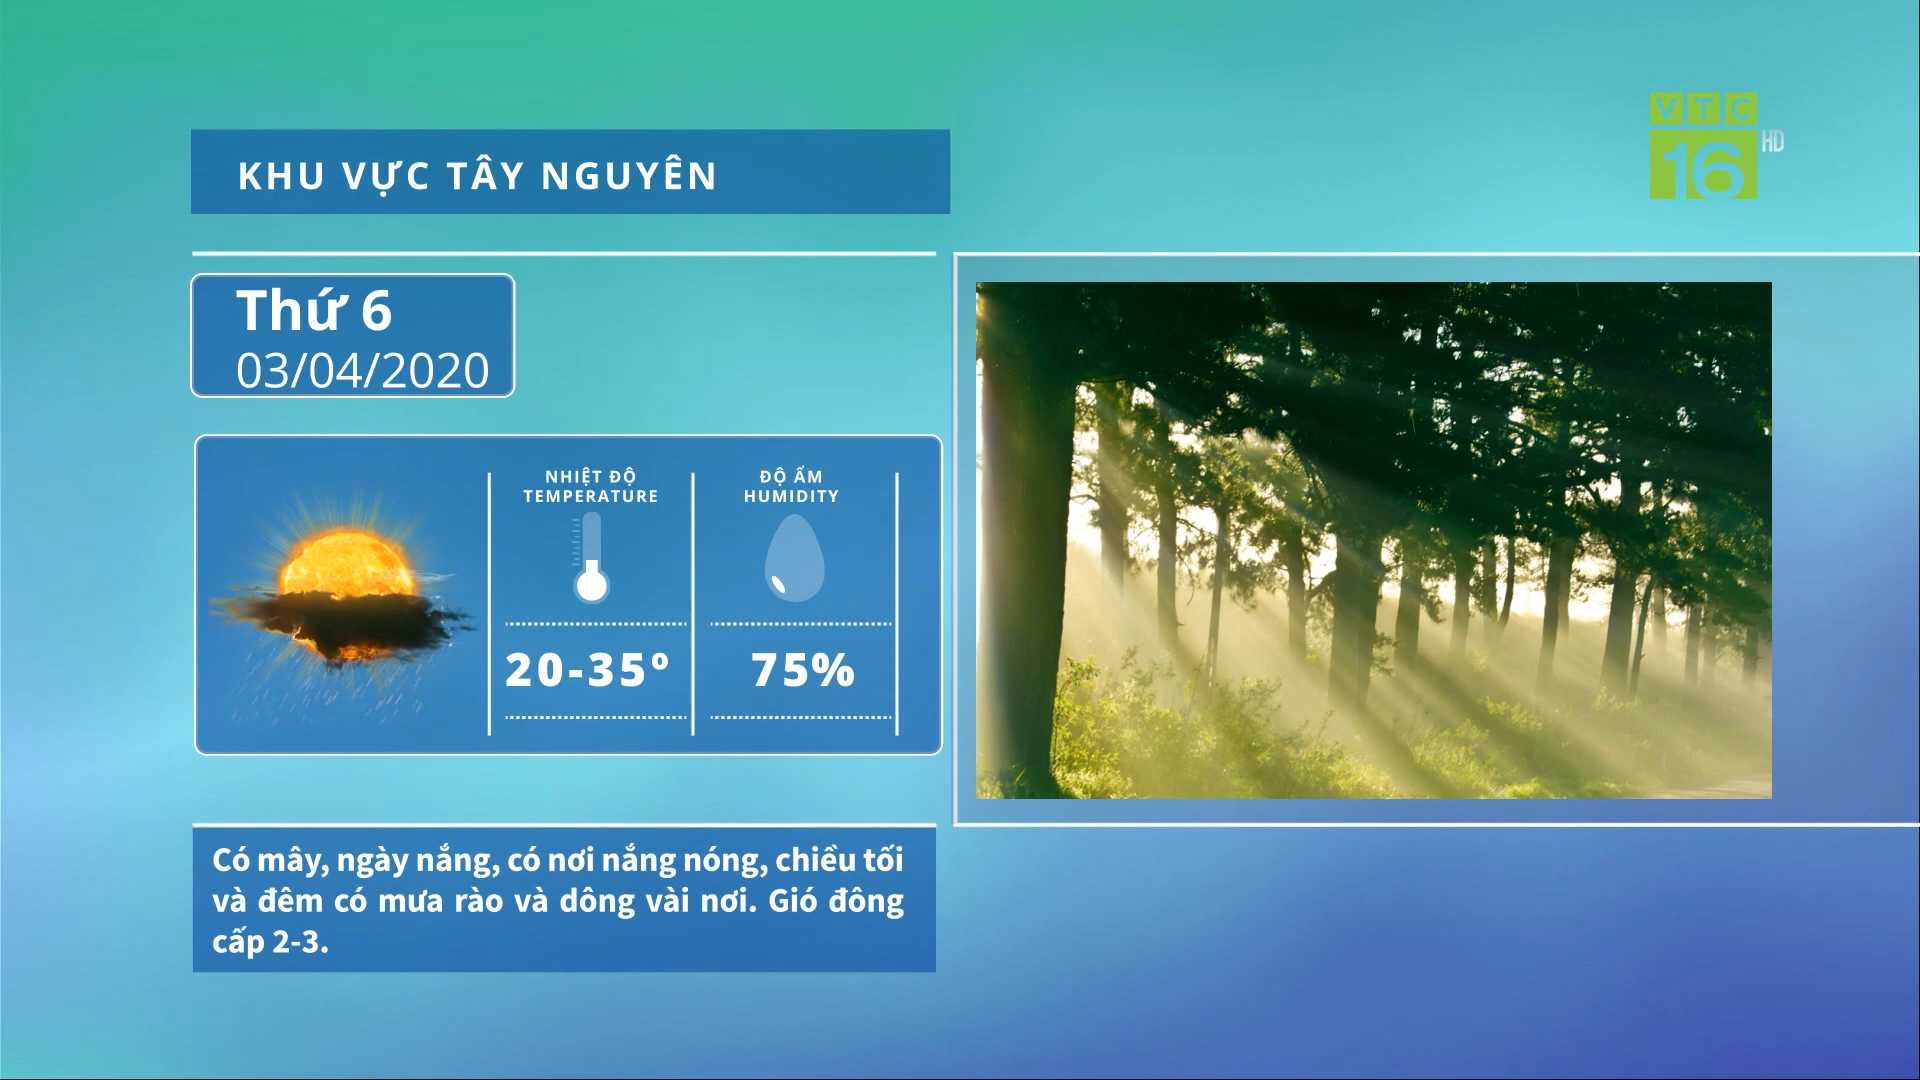 VTC
16
HD
KHU VỰC TÂY NGUYÊN
Thứ 6
03/04/2020
NHIỆT ĐỘ
TEMPERATURE
20-35º
ĐỘ ẨM
HUMIDITY
75%
Có mây, ngày nắng, có nơi nắng nóng, chiều tối
và đêm có mưa rào và dông vài nơi. Gió đông
cấp 2-3.